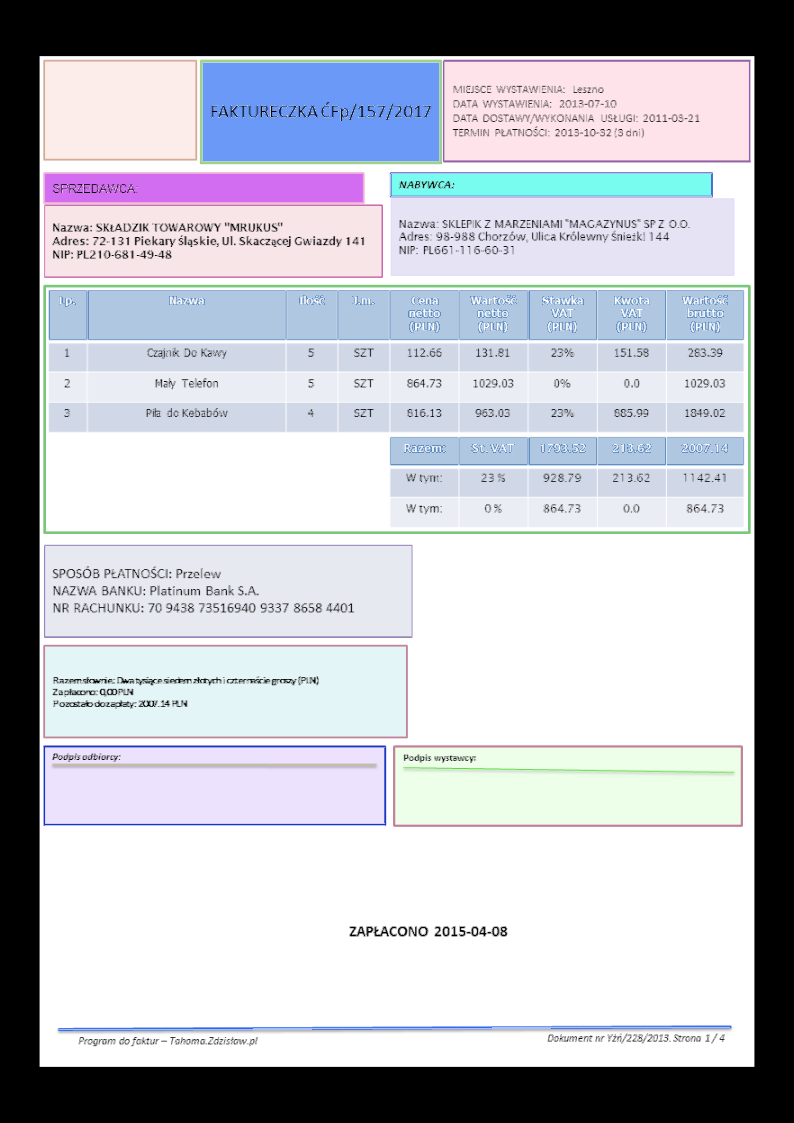 FAKTURECZKA ĆFp/157/2017
MIEJSCE WYSTAWIENIA: Leszno
DATA WYSTAWIENIA: 2013-07-10
DATA DOSTAWY/WYKONANIA USŁUGI: 2011-03-21
TERMIN PŁATNOŚCI: 2013-10-32 (3 dni)
SPRZEDAWCA:
Nazwa: SKŁADZIK TOWAROWY "MRUKUS"
Adres: 72-131 Piekary Śląskie, Ul. Skaczącej Gwiazdy 141
NIP: PL210-681-49-48
NABYWCA:
Nazwa: SKLEPIK Z MARZENIAMI "MAGAZYNUS" SP Z O.O.
Adres: 98-988 Chorzów, Ulica Królewny Śnieżki 144
NIP: PL661-116-60-31
Lp. Nazwa Ilość J.m. Cena netto (PLN) Wartość netto (PLN) Stawka VAT (PLN) Kwota VAT (PLN) Wartość brutto (PLN)
1 Czajnik Do Kawy 5 SZT 112.66 131.81 23% 151.58 283.39
2 Mały Telefon 5 SZT 864.73 1029.03 0% 0.0 1029.03
3 Piła do Kebabów 4 SZT 816.13 963.03 23% 885.99 1849.02
Razem: St. VAT 1793.52 213.62 2007.14
W tym: 23 % 928.79 213.62 1142.41
W tym: 0 % 864.73 0.0 864.73
SPOSÓB PŁATNOŚCI: Przelew
NAZWA BANKU: Platinum Bank S.A.
NR RACHUNKU: 70 9438 73516940 9337 8658 4401
Razem słownie: Dwa tysiące siedem złotych i czternaście groszy (PLN)
Zapłacono: 0,00 PLN
Pozostało do zapłaty: 2007.14 PLN
Podpis odbiorcy:
Podpis wystawcy:
ZAPŁACONO 2015-04-08
Program do faktur – Tahoma.Zdzisław.pl
Dokument nr Yżń/228/2013. Strona 1 / 4